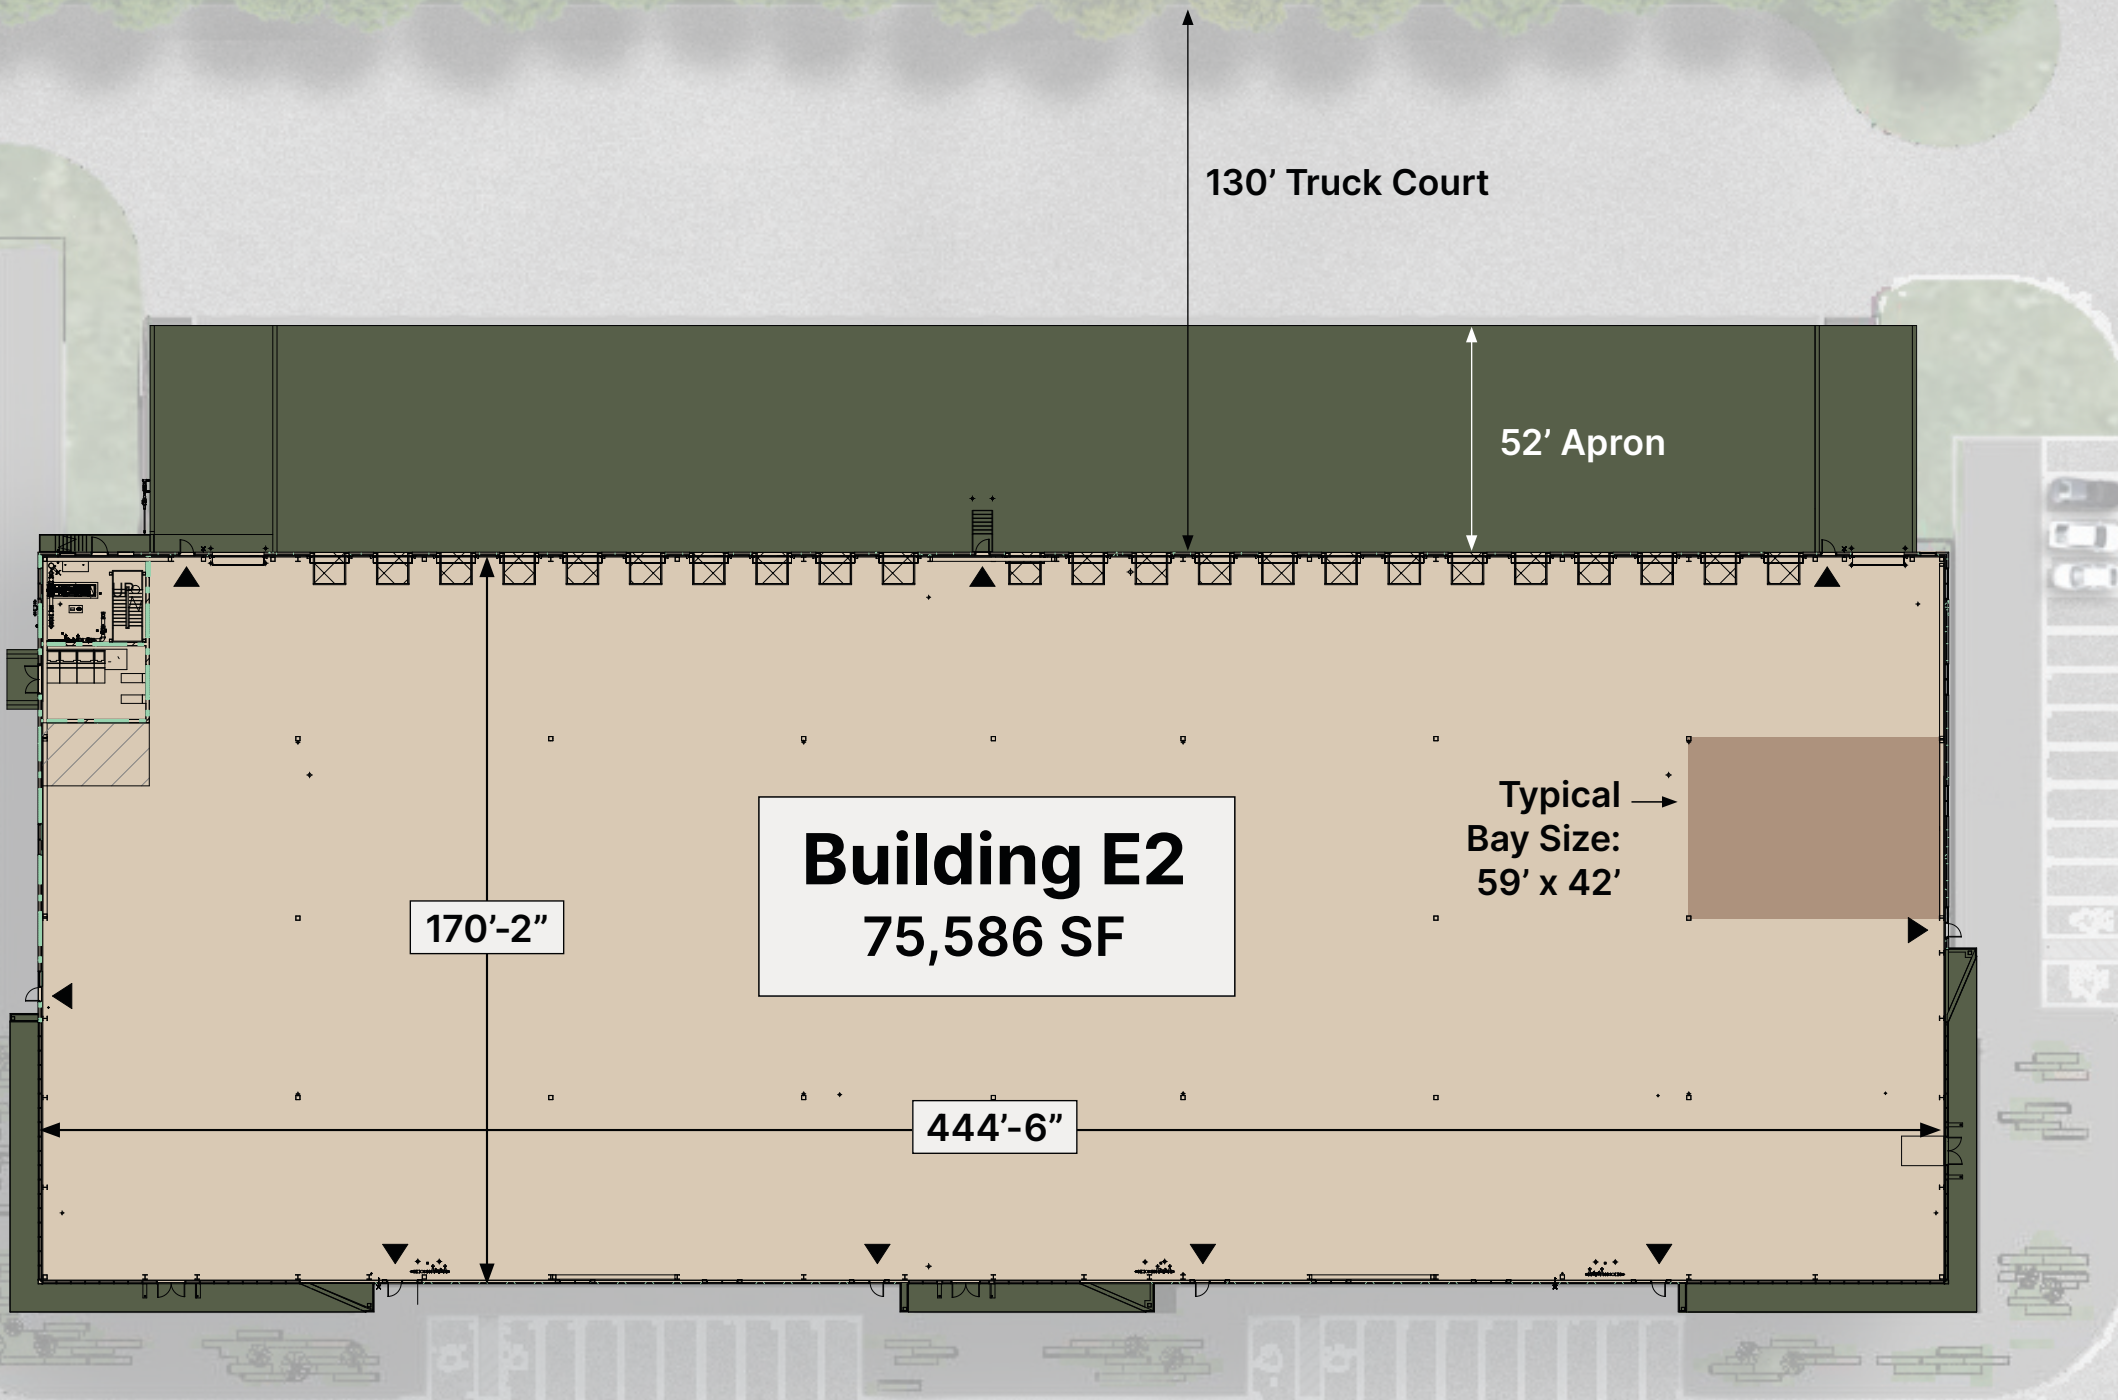 130’ Truck Court
52’ Apron
UP
Typical
Bay Size:
59’ x 42’
Building E2
75,586 SF
170’-2”
444’-6”